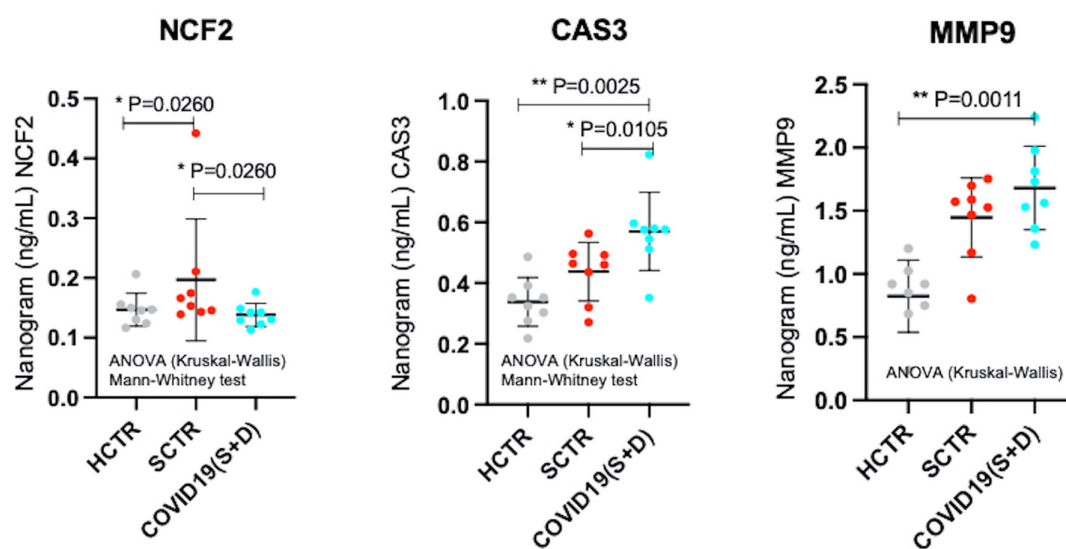 NCF2
Nanogram (ng/mL) NCF2
0.5
0.4
0.3
0.2
0.1
0.0
* P=0.0260
* P=0.0260
ANOVA (Kruskal-Wallis)
Mann-Whitney test
HCTR
SCTR
COVID19(S+D)
CAS3
Nanogram (ng/mL) CAS3
1.0
0.8
0.6
0.4
0.2
0.0
** P=0.0025
* P=0.0105
ANOVA (Kruskal-Wallis)
Mann-Whitney test
HCTR
SCTR
COVID19(S+D)
MMP9
Nanogram (ng/mL) MMP9
2.5
2.0
1.5
1.0
0.5
0.0
** P=0.0011
ANOVA (Kruskal-Wallis)
HCTR
SCTR
COVID19(S+D)